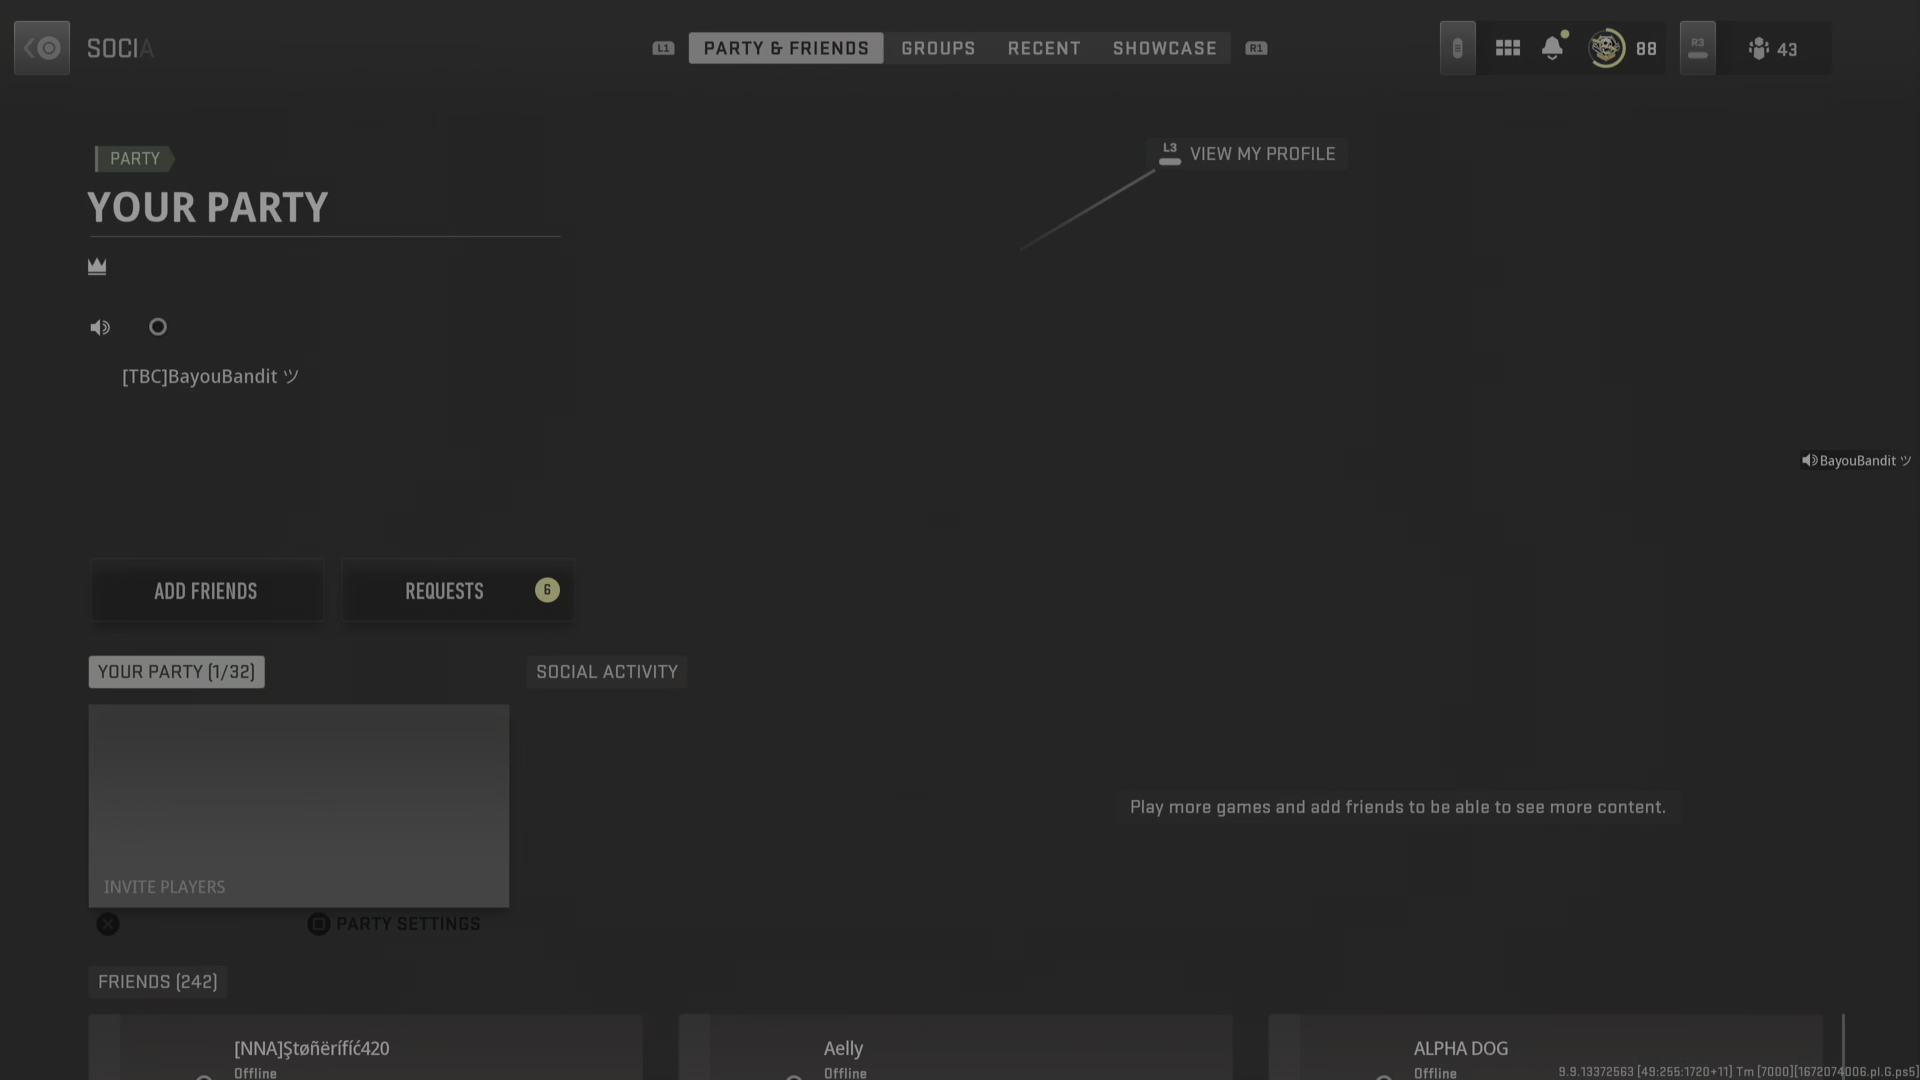 SOCIA
L1
PARTY & FRIENDS
GROUPS
RECENT
SHOWCASE
R1
88
R3
43
PARTY
YOUR PARTY
L3 VIEW MY PROFILE
[TBC]BayouBandit ツ
BayouBandit ツ
ADD FRIENDS
REQUESTS
6
YOUR PARTY (1/32)
SOCIAL ACTIVITY
Play more games and add friends to be able to see more content.
INVITE PLAYERS
PARTY SETTINGS
FRIENDS (242)
[NNA]Ştøñërífíć420
Offline
Aelly
Offline
ALPHA DOG
Offline
9.9.13372563 [49:255:1720+11] Tm [7000][1672074006.pl.G.ps5]